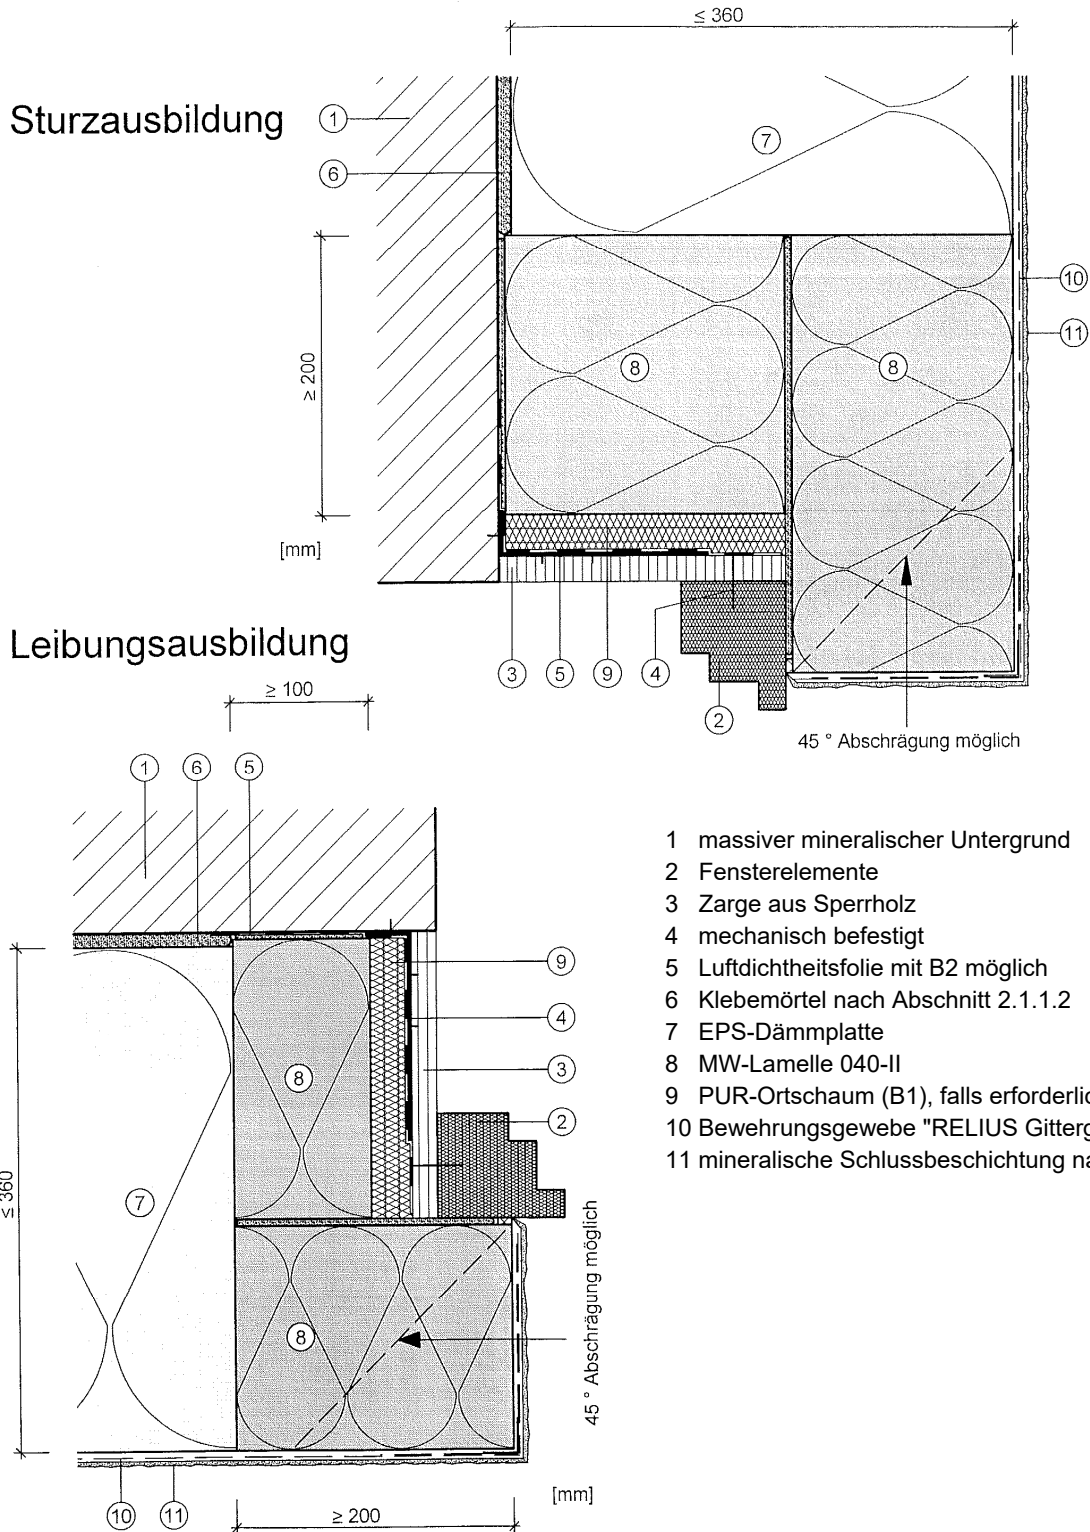 ≤ 360
Sturzausbildung
1
7
6
10
11
≥ 200
8
8
[mm]
Leibungsausbildung
3
5
9
4
≥ 100
2
45 ° Abschrägung möglich
1
6
5
1 massiver mineralischer Untergrund
2 Fensterelemente
3 Zarge aus Sperrholz
4 mechanisch befestigt
5 Luftdichtheitsfolie mit B2 möglich
6 Klebemörtel nach Abschnitt 2.1.1.2
7 EPS-Dämmplatte
8 MW-Lamelle 040-II
9 PUR-Ortschaum (B1), falls
10 Bewehrungsgewebe "RELIUS
11 mineralische Schlussbeschichtung
9
4
8
3
2
≤ 360
7
45 ° Abschrägung möglich
8
[mm]
10
11
≥ 200